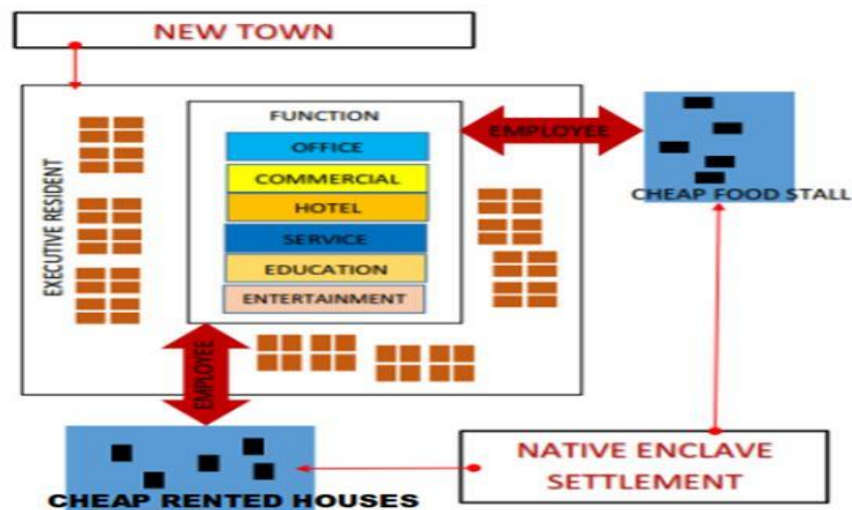 NEW TOWN
EXECUTIVE RESIDENT
FUNCTION
OFFICE
COMMERCIAL
HOTEL
SERVICE
EDUCATION
ENTERTAINMENT
EMPLOYEE
CHEAP FOOD STALL
EMPLOYEE
CHEAP RENTED HOUSES
NATIVE ENCLAVE
SETTLEMENT